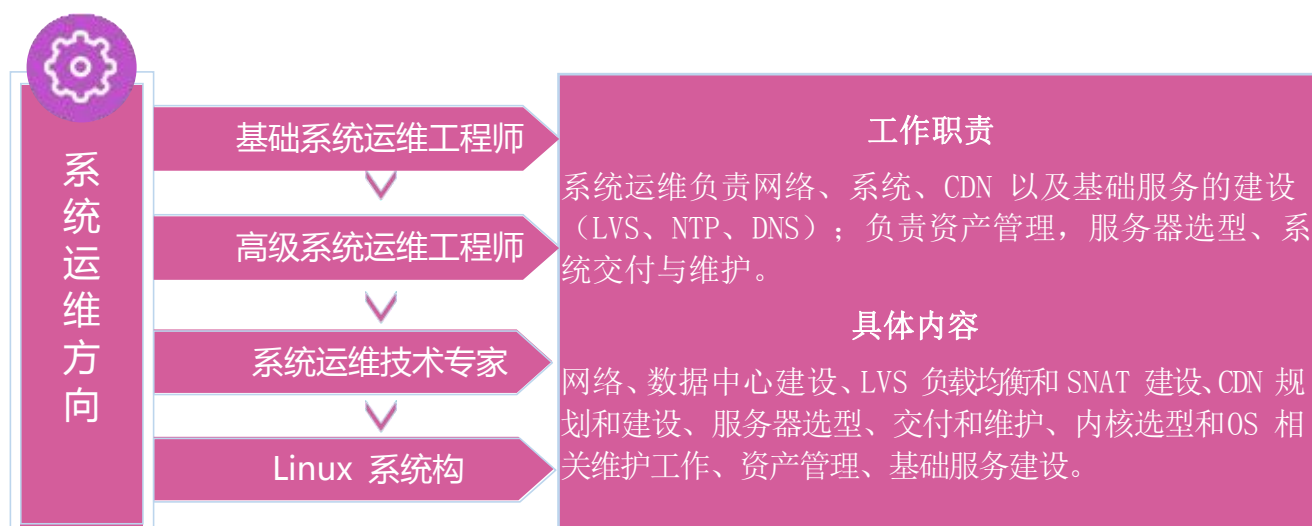 系统运维方向
基础系统运维工程师
高级系统运维工程师
系统运维技术专家
Linux 系统构
工作职责
系统运维负责网络、系统、CDN 以及基础服务的建设
（LVS、NTP、DNS）；负责资产管理，服务器选型、系
统交付与维护。
具体内容
网络、数据中心建设、LVS 负载均衡和 SNAT 建设、CDN 规
划和建设、服务器选型、交付和维护、内核选型和OS 相
关维护工作、资产管理、基础服务建设。